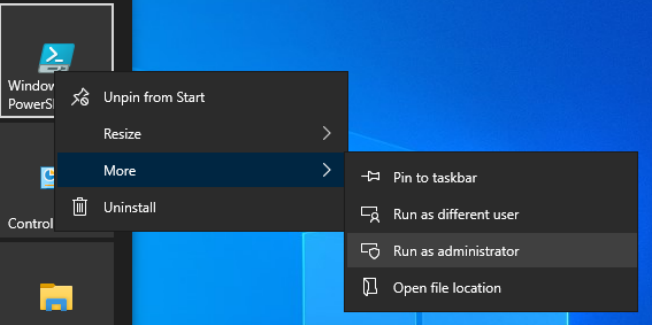 Window
PowerSh
Control
Unpin from Start
Resize
More
Uninstall
Pin to taskbar
Run as different user
Run as administrator
Open file location